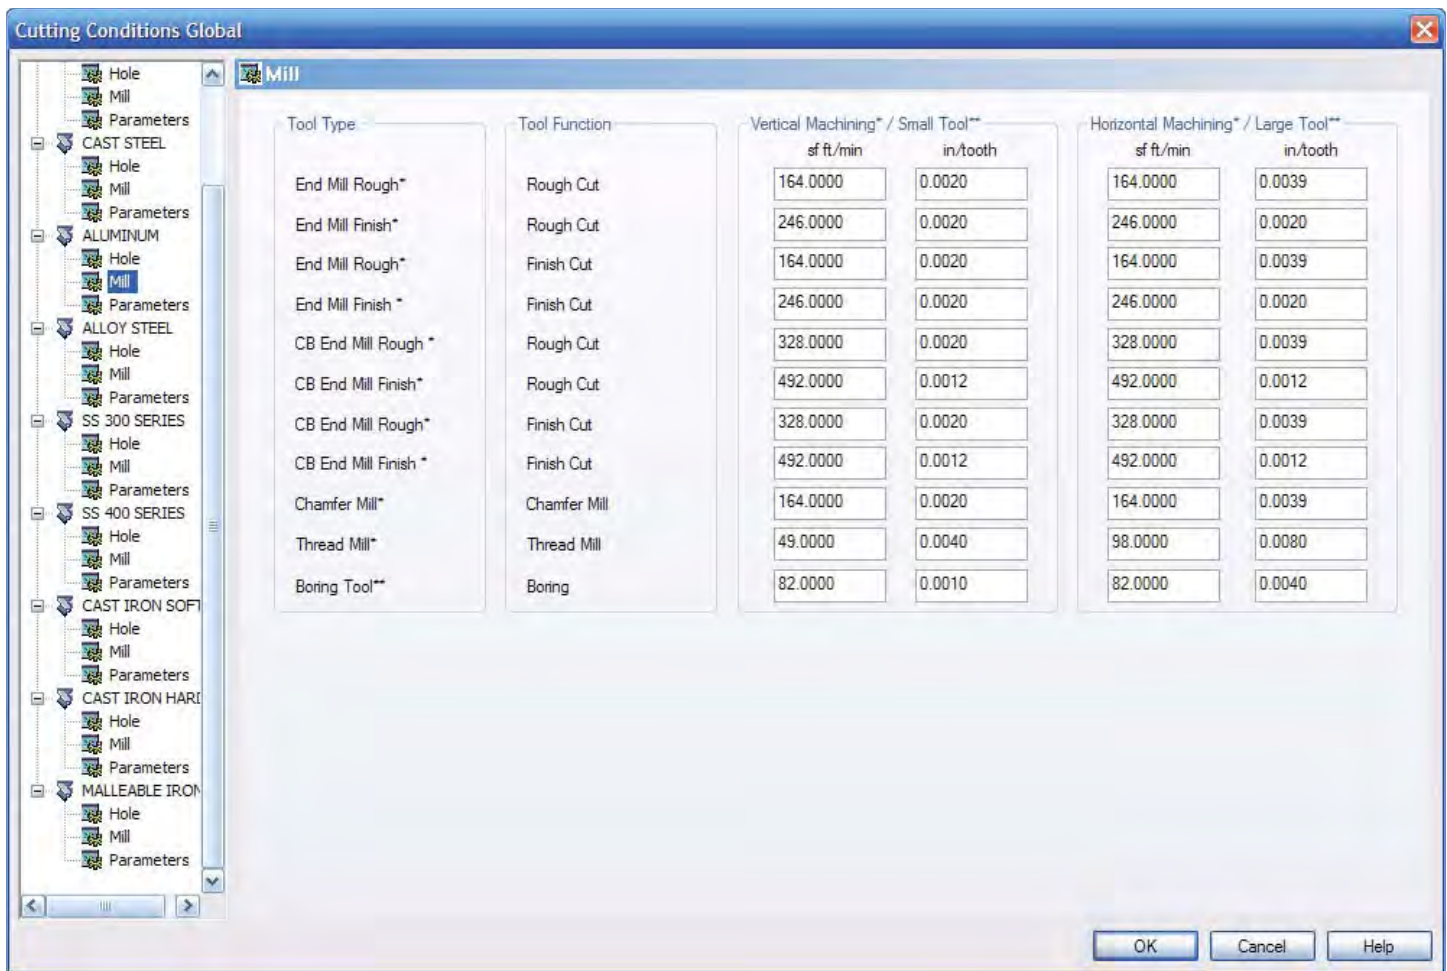 Cutting Conditions Global
Hole
Mill
Parameters
CAST STEEL
Hole
Mill
Parameters
ALUMINUM
Hole
Mill
Parameters
ALLOY STEEL
Hole
Mill
Parameters
SS 300 SERIES
Hole
Mill
Parameters
SS 400 SERIES
Hole
Mill
Parameters
CAST IRON SOFT
Hole
Mill
Parameters
CAST IRON HARD
Hole
Mill
Parameters
MALLEABLE IRON
Hole
Mill
Parameters
Mill
Tool Type Tool Function Vertical Machining* / Small Tool** Horizontal Machining* / Large Tool**
sf ft/min in/tooth sf ft/min in/tooth
End Mill Rough* Rough Cut 164.0000 0.0020 164.0000 0.0039
End Mill Finish* Rough Cut 246.0000 0.0020 246.0000 0.0020
End Mill Rough* Finish Cut 164.0000 0.0020 164.0000 0.0039
End Mill Finish * Finish Cut 246.0000 0.0020 246.0000 0.0020
CB End Mill Rough * Rough Cut 328.0000 0.0020 328.0000 0.0039
CB End Mill Finish* Rough Cut 492.0000 0.0012 492.0000 0.0012
CB End Mill Rough* Finish Cut 328.0000 0.0020 328.0000 0.0039
CB End Mill Finish * Finish Cut 492.0000 0.0012 492.0000 0.0012
Chamfer Mill* Chamfer Mill 164.0000 0.0020 164.0000 0.0039
Thread Mill* Thread Mill 49.0000 0.0040 98.0000 0.0080
Boring Tool** Boring 82.0000 0.0010 82.0000 0.0040
OK Cancel Help